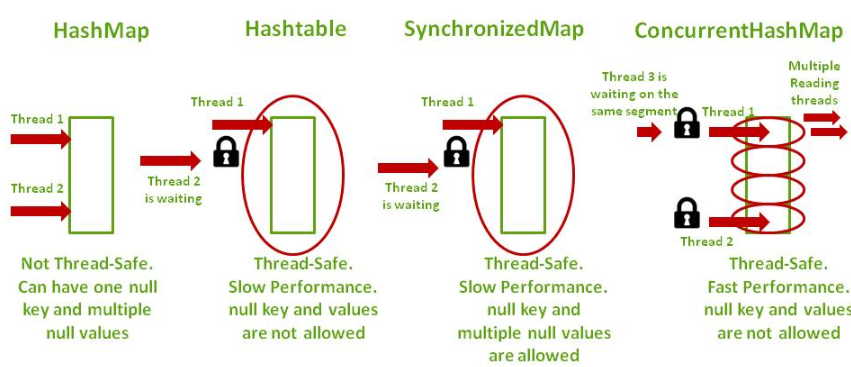 HashMap
Thread 1
Thread 2
Not Thread-Safe.
Can have one null
key and multiple
null values
Hashtable
Thread 1
Thread 2
is waiting
Thread-Safe.
Slow Performance.
null key and values
are not allowed
SynchronizedMap
Thread 1
Thread 2
is waiting
Thread-Safe.
Slow Performance.
null key and
multiple null values
are allowed
ConcurrentHashMap
Thread 3 is
waiting on the
same segment
Thread 1
Multiple
Reading
threads
Thread 2
Thread-Safe.
Fast Performance.
null key and values
are not allowed